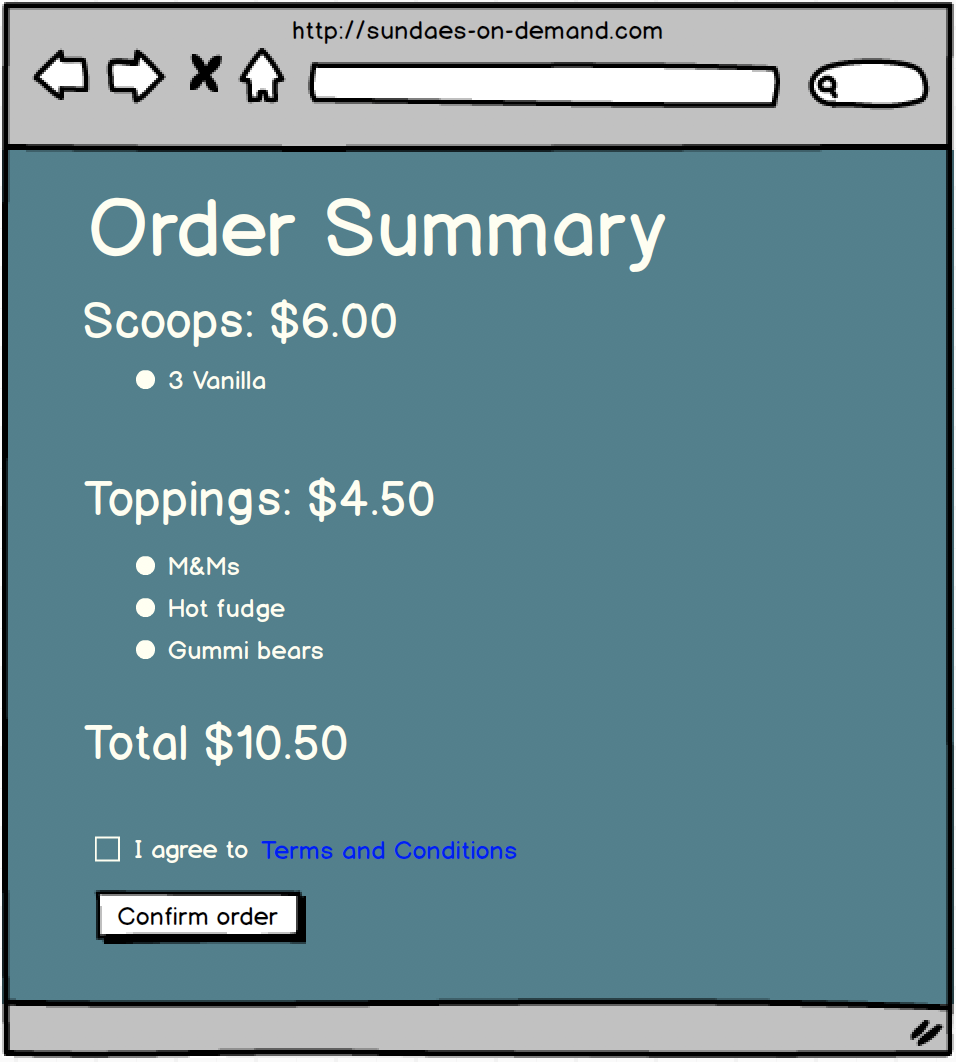 http://sundaes-on-demand.com
Order Summary
Scoops: $6.00
3 Vanilla
Toppings: $4.50
M&Ms
Hot fudge
Gummi bears
Total $10.50
I agree to Terms and Conditions
Confirm order